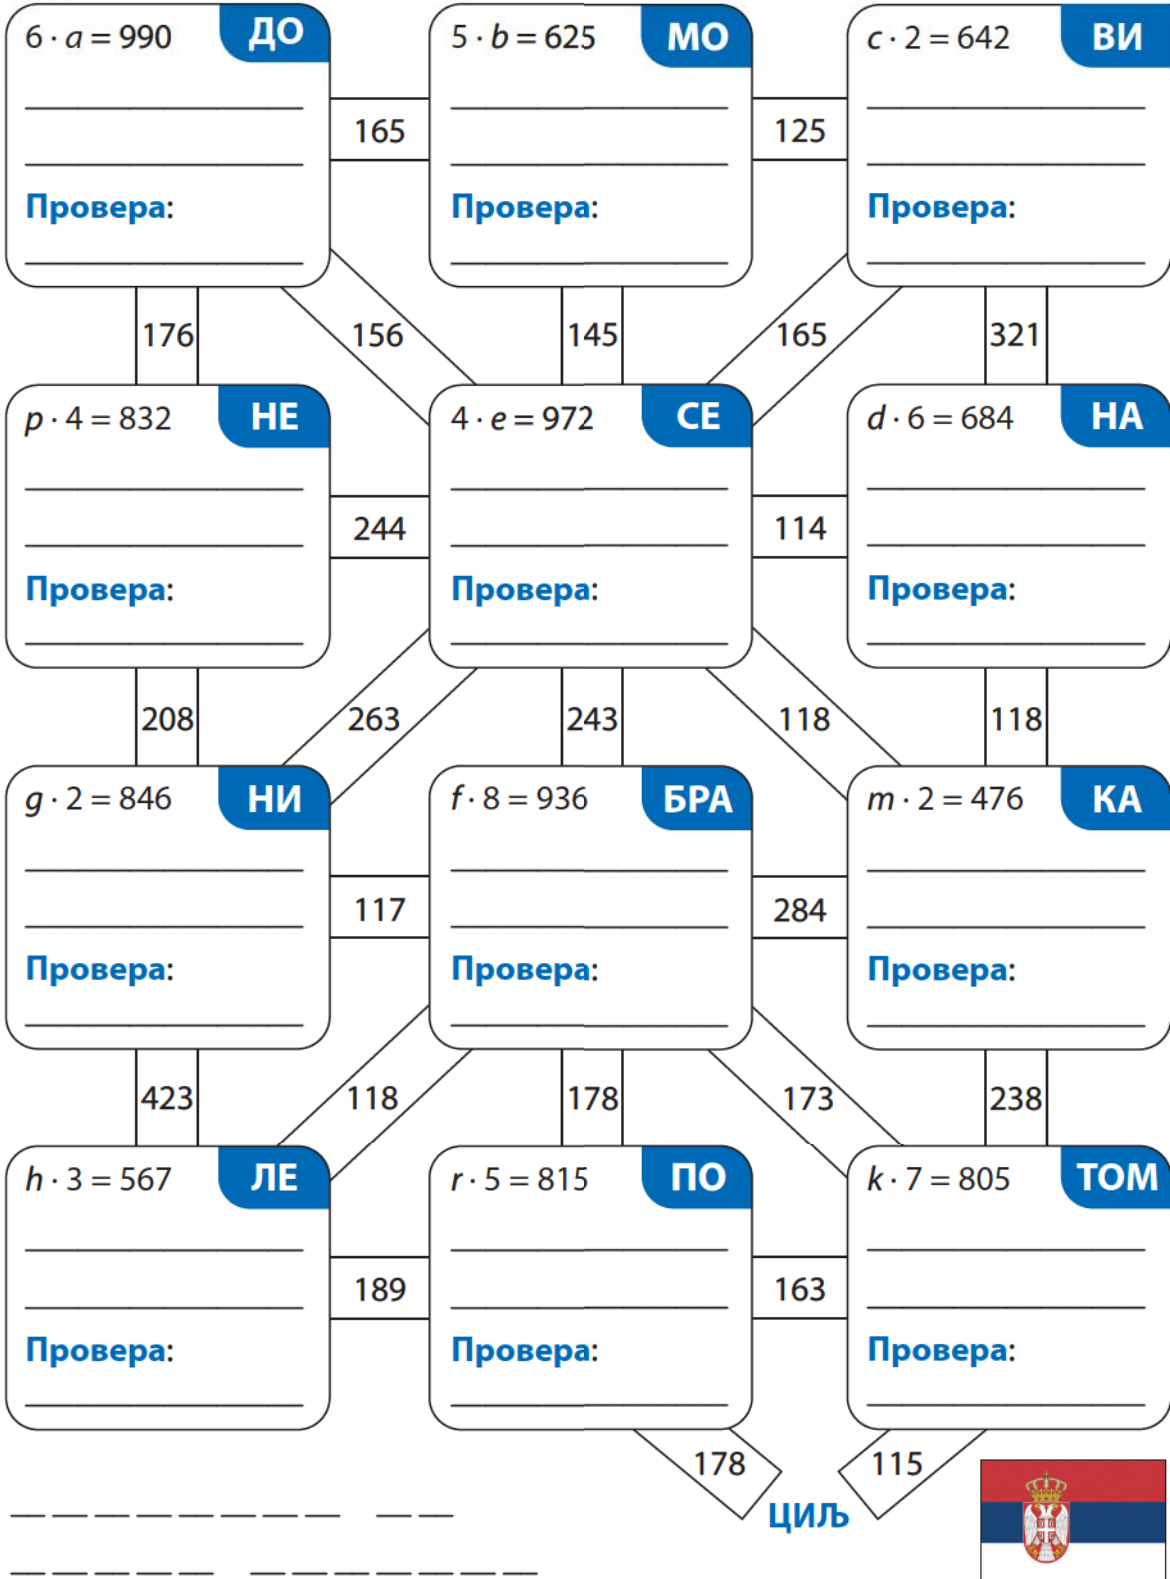 6 · a = 990 ДО
5 · b = 625 МО
c · 2 = 642 ВИ
165
125
Провера:
Провера:
Провера:
176
156
145
165
321
p · 4 = 832 НЕ
4 · e = 972 СЕ
d · 6 = 684 НА
244
114
Провера:
Провера:
Провера:
208
263
243
118
118
g · 2 = 846 НИ
f · 8 = 936 БРА
m · 2 = 476 КА
117
284
Провера:
Провера:
Провера:
423
118
178
173
238
h · 3 = 567 ЛЕ
r · 5 = 815 ПО
k · 7 = 805 ТОМ
189
163
Провера:
Провера:
Провера:
178
115
ЦИЉ